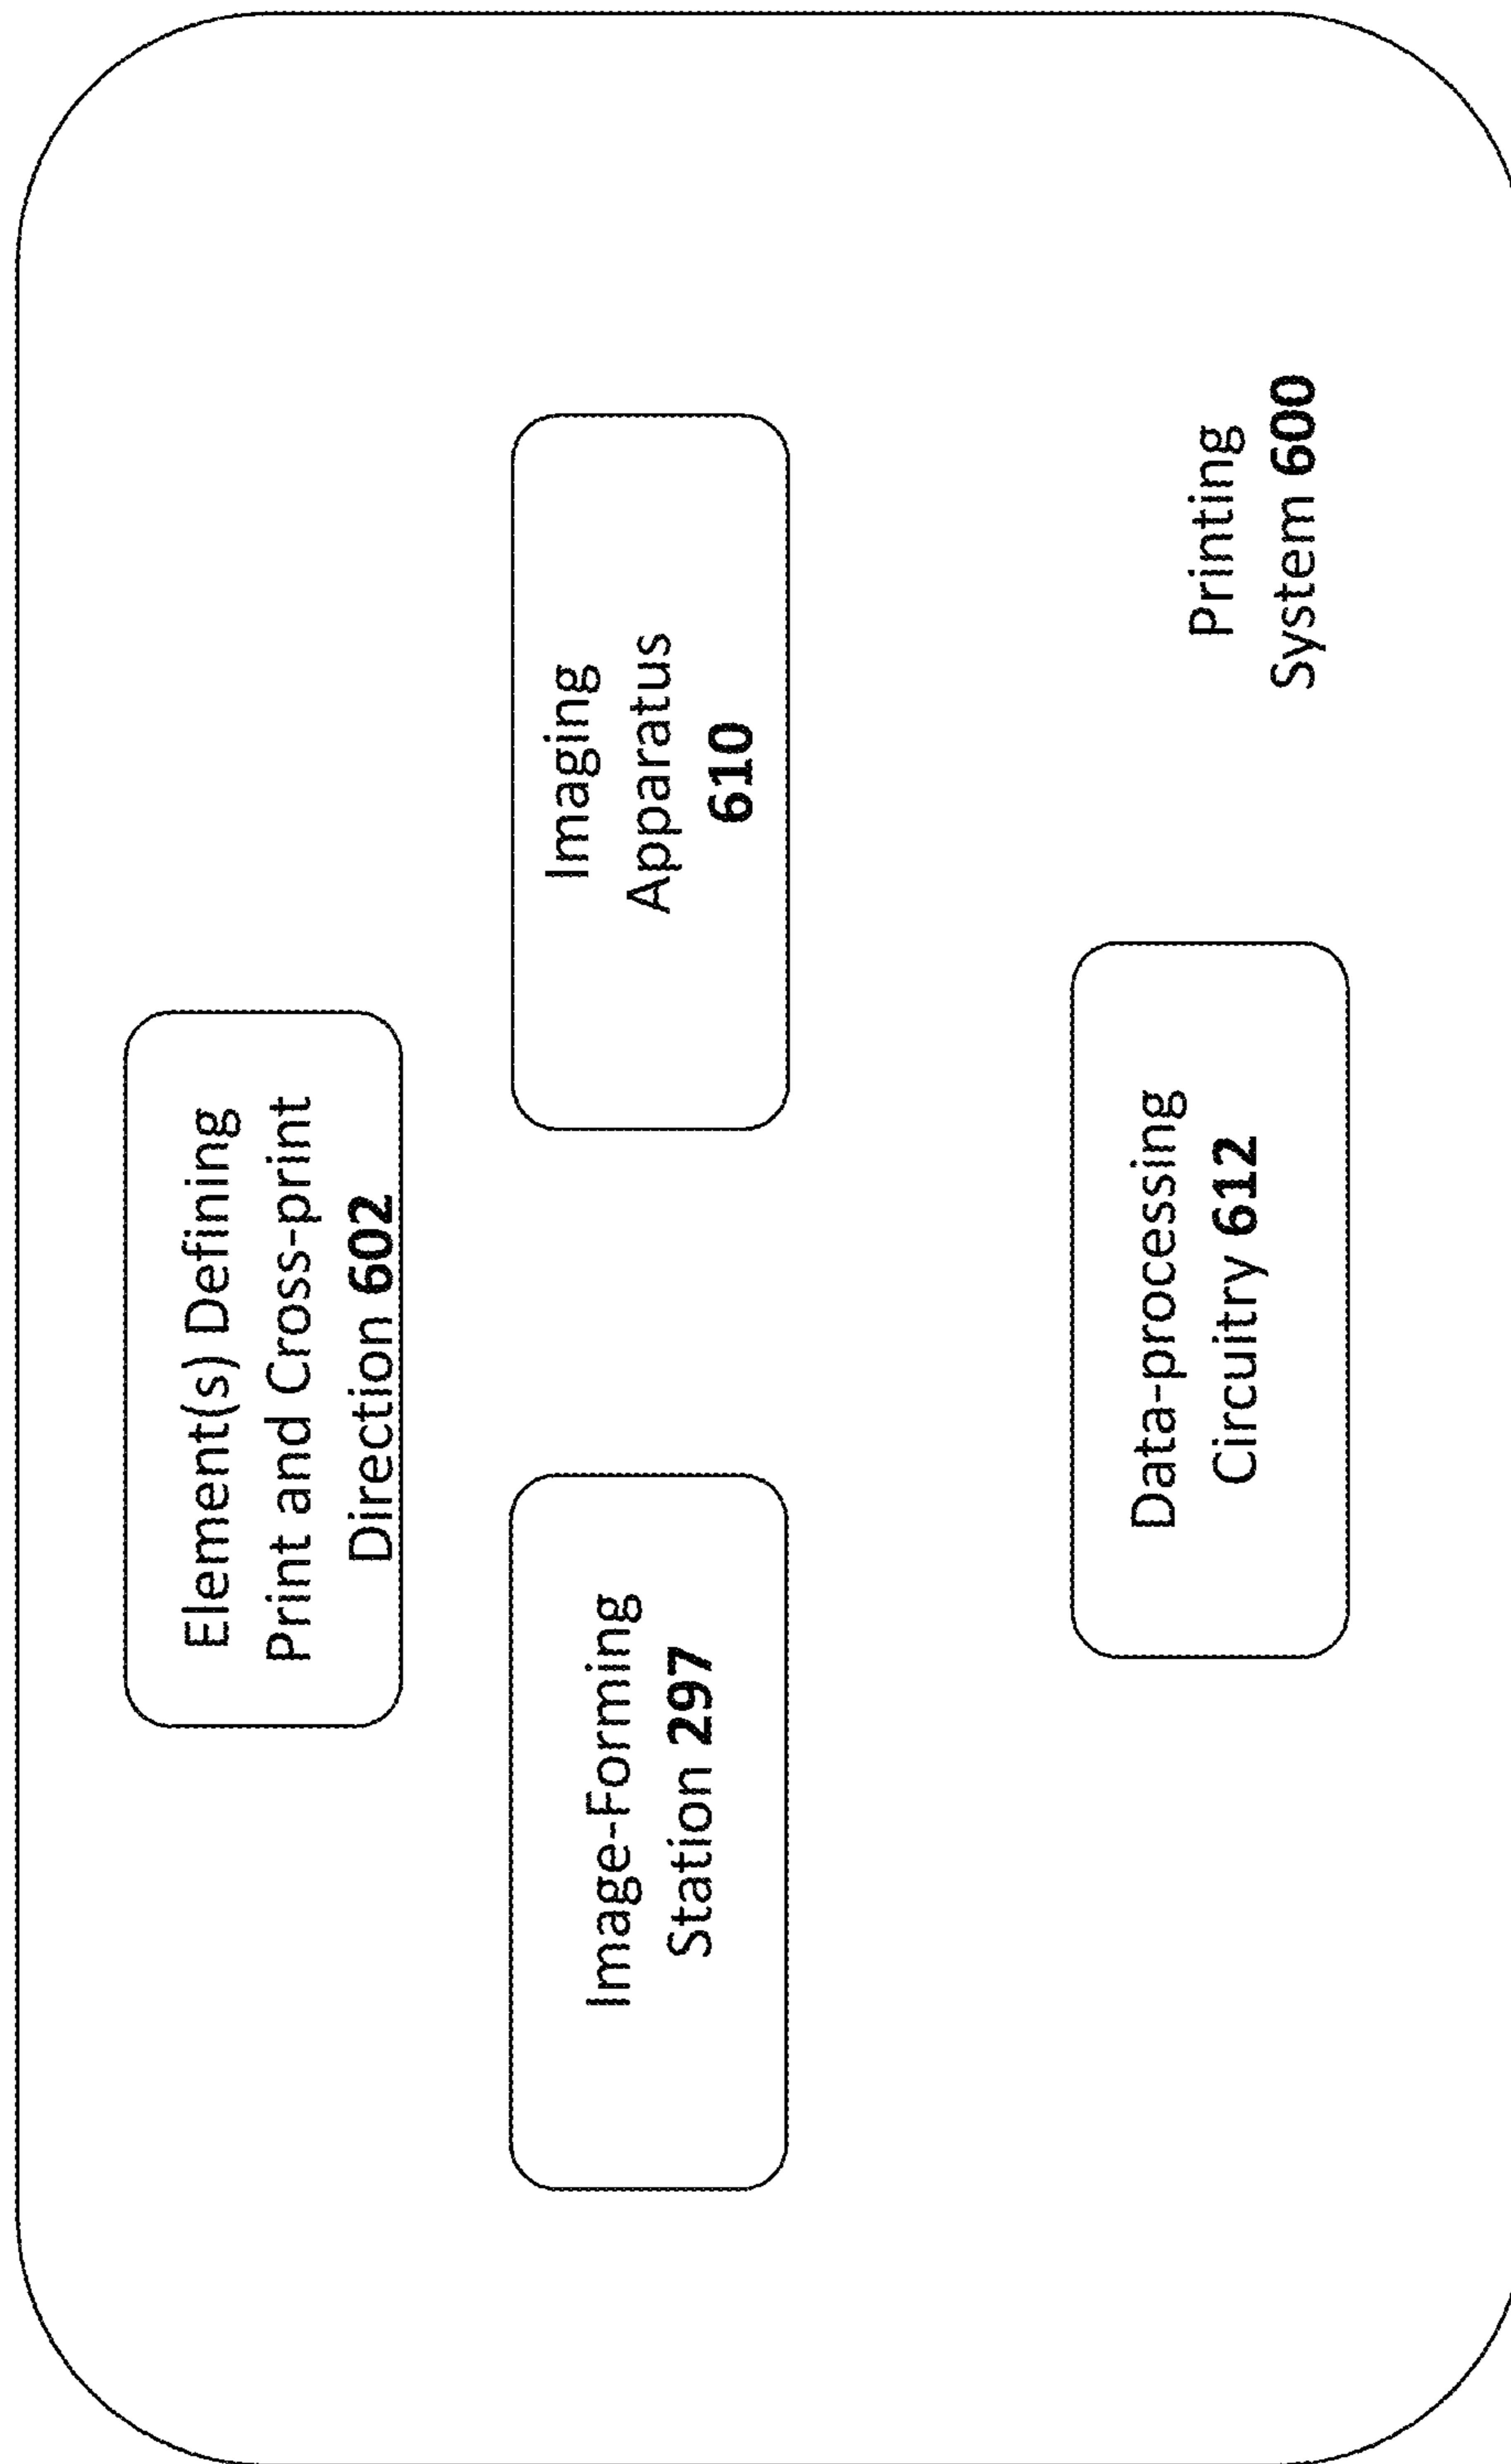 Element(s) Defining
Print and Cross-print
Direction 602
Image-Forming
Station 297
Imaging
Apparatus
610
Data-processing
Circuitry 612
Printing
System 600